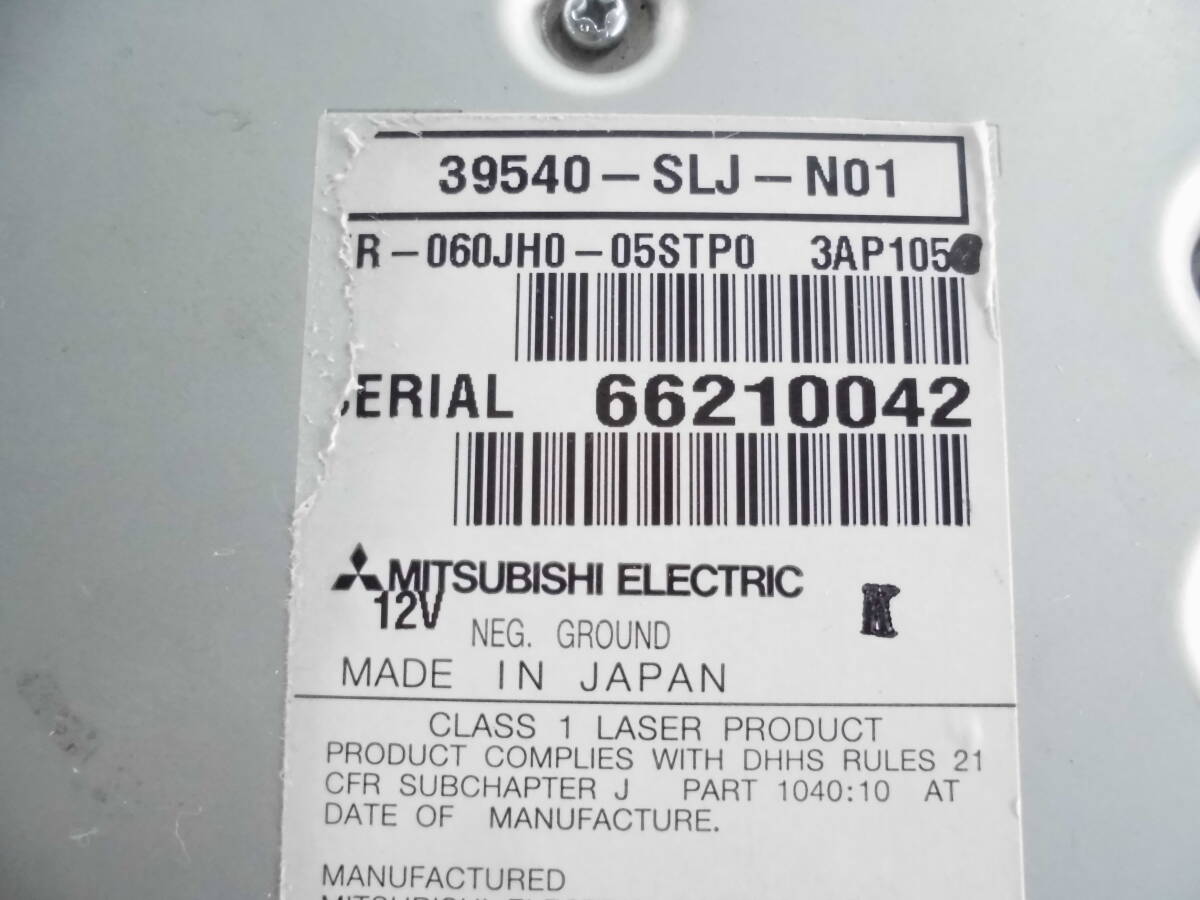 39540-SLJ-N01
R-060JH0-05STP0 3AP105
SERIAL 66210042
MITSUBISHI ELECTRIC
12V NEG. GROUND
MADE IN JAPAN
CLASS 1 LASER PRODUCT
PRODUCT COMPLIES WITH DHHS RULES 21
CFR SUBCHAPTER J PART 1040:10 AT
DATE OF MANUFACTURE.
MANUFACTURED